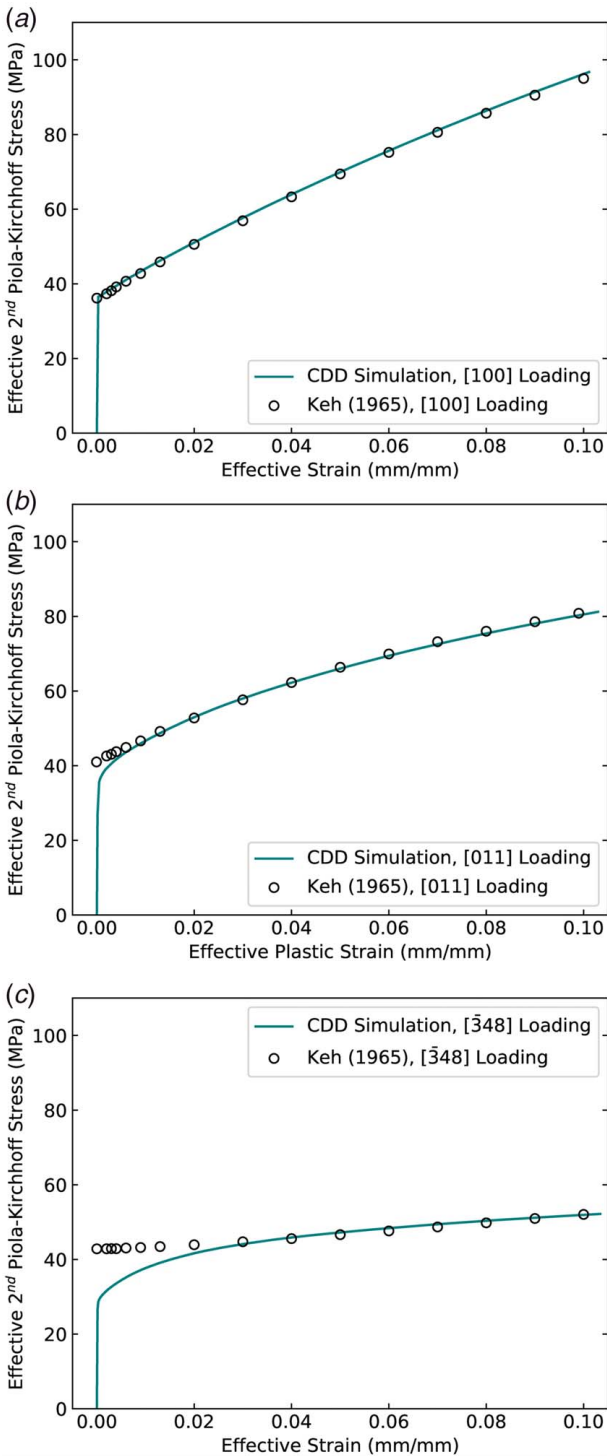 (a)
100
80
60
40
20
0
Effective 2nd Piola-Kirchhoff Stress (MPa)
CDD Simulation, [100] Loading
Keh (1965), [100] Loading
0.00 0.02 0.04 0.06 0.08 0.10
Effective Strain (mm/mm)
(b)
100
80
60
40
20
0
Effective 2nd Piola-Kirchhoff Stress (MPa)
CDD Simulation, [011] Loading
Keh (1965), [011] Loading
0.00 0.02 0.04 0.06 0.08 0.10
Effective Plastic Strain (mm/mm)
(c)
100
80
60
40
20
0
Effective 2nd Piola-Kirchhoff Stress (MPa)
CDD Simulation, [3̄48] Loading
Keh (1965), [3̄48] Loading
0.00 0.02 0.04 0.06 0.08 0.10
Effective Strain (mm/mm)